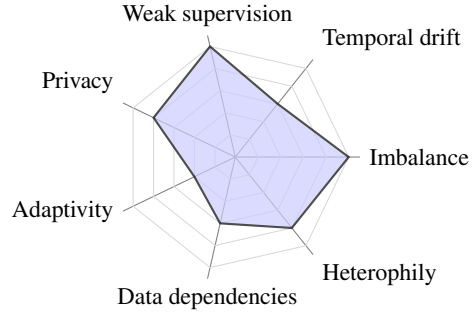 Weak supervision
Temporal drift
Privacy
Imbalance
Adaptivity
Heterophily
Data dependencies